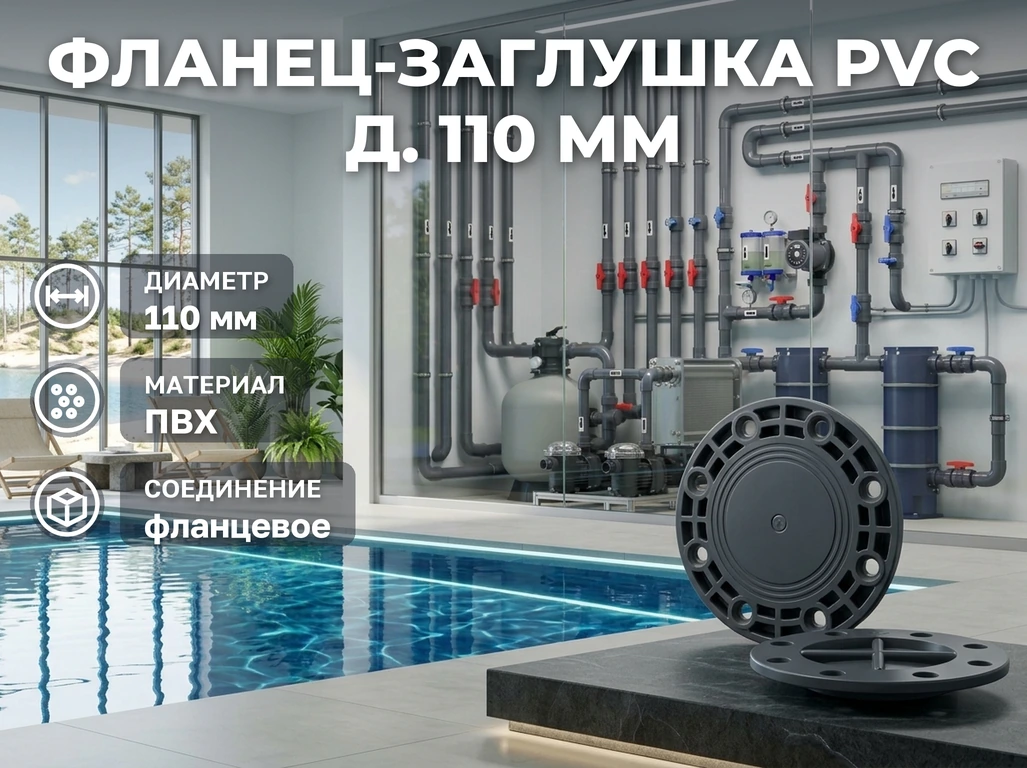 ФЛАНЕЦ-ЗАГЛУШКА PVC
Д. 110 ММ
ДИАМЕТР
110 мм
МАТЕРИАЛ
ПВХ
СОЕДИНЕНИЕ
фланцевое